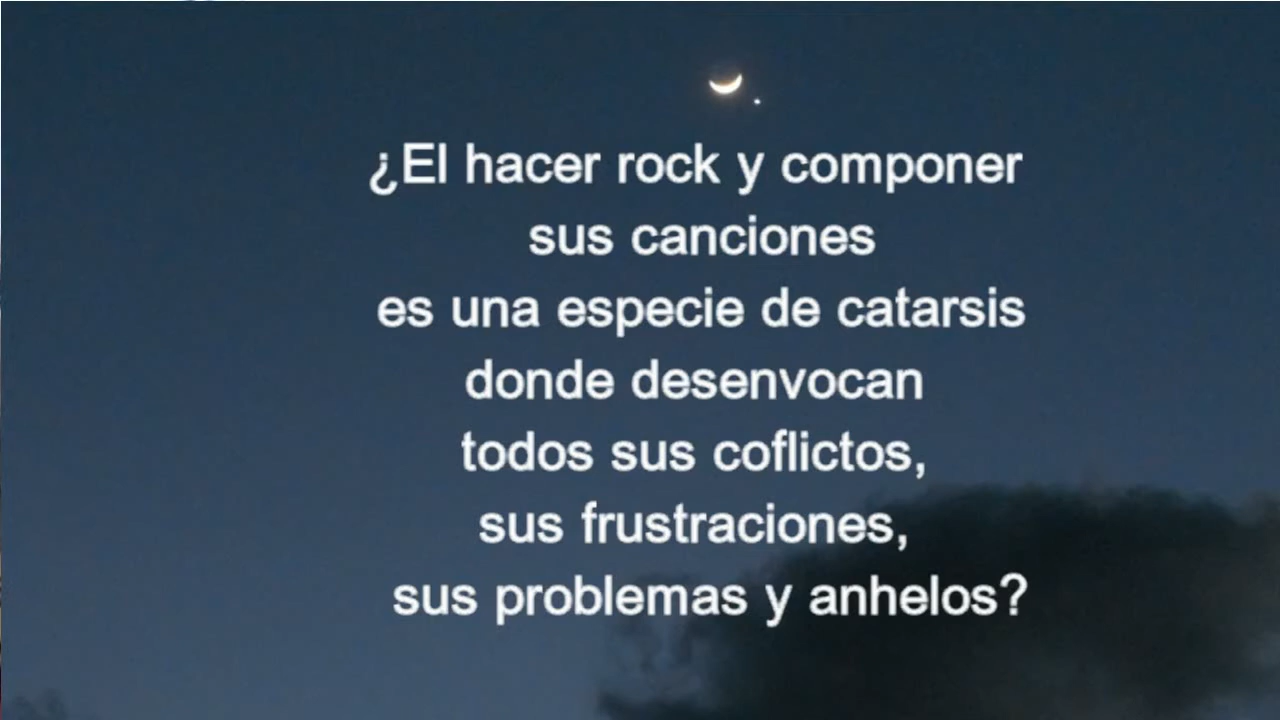 ¿El hacer rock y componer
sus canciones
es una especie de catarsis
donde desenvocan
todos sus coflictos,
sus frustraciones,
sus problemas y anhelos?